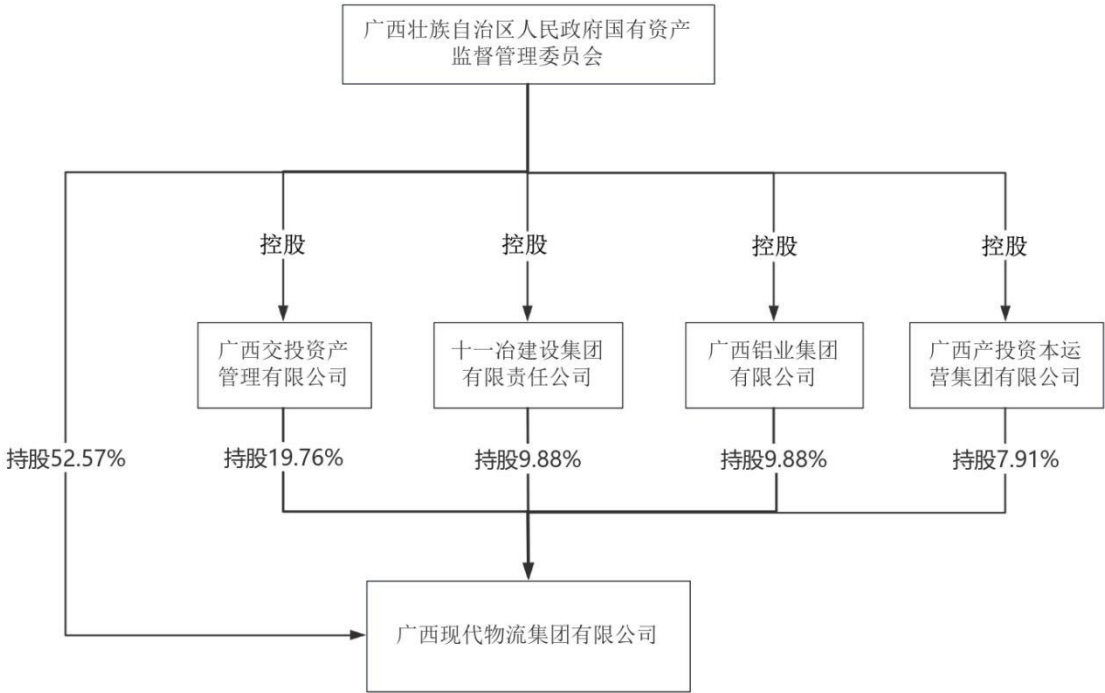 广西壮族自治区人民政府国有资产
监督管理委员会
控股
控股
控股
控股
广西交投资产
管理有限公司
十一冶建设集团
有限责任公司
广西铝业集团
有限公司
广西产投资本运
营集团有限公司
持股52.57%
持股19.76%
持股9.88%
持股9.88%
持股7.91%
广西现代物流集团有限公司